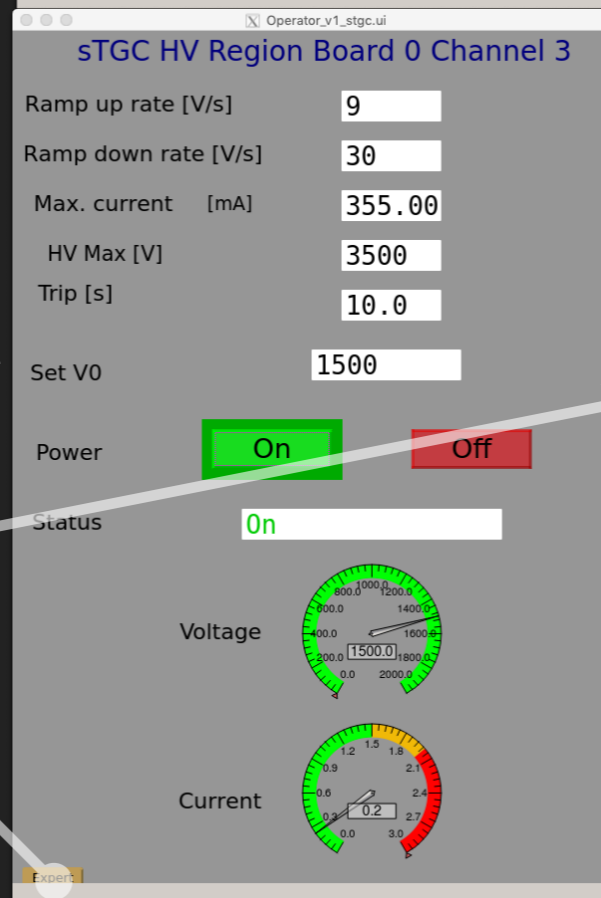 Operator_v1_stgc.ui
sTGC HV Region Board 0 Channel 3
Ramp up rate [V/s] 9
Ramp down rate [V/s] 30
Max. current [mA] 355.00
HV Max [V] 3500
Trip [s] 10.0
Set V0 1500
Power On Off
Status On
Voltage
1000.0
800.0 1200.0
600.0 1400.0
400.0 1600.0
1500.0
200.0 1800.0
0.0 2000.0
Current
1.5
1.2 1.8
0.9 2.1
0.6 2.4
0.2
0.3 2.7
0.0 3.0
Expert